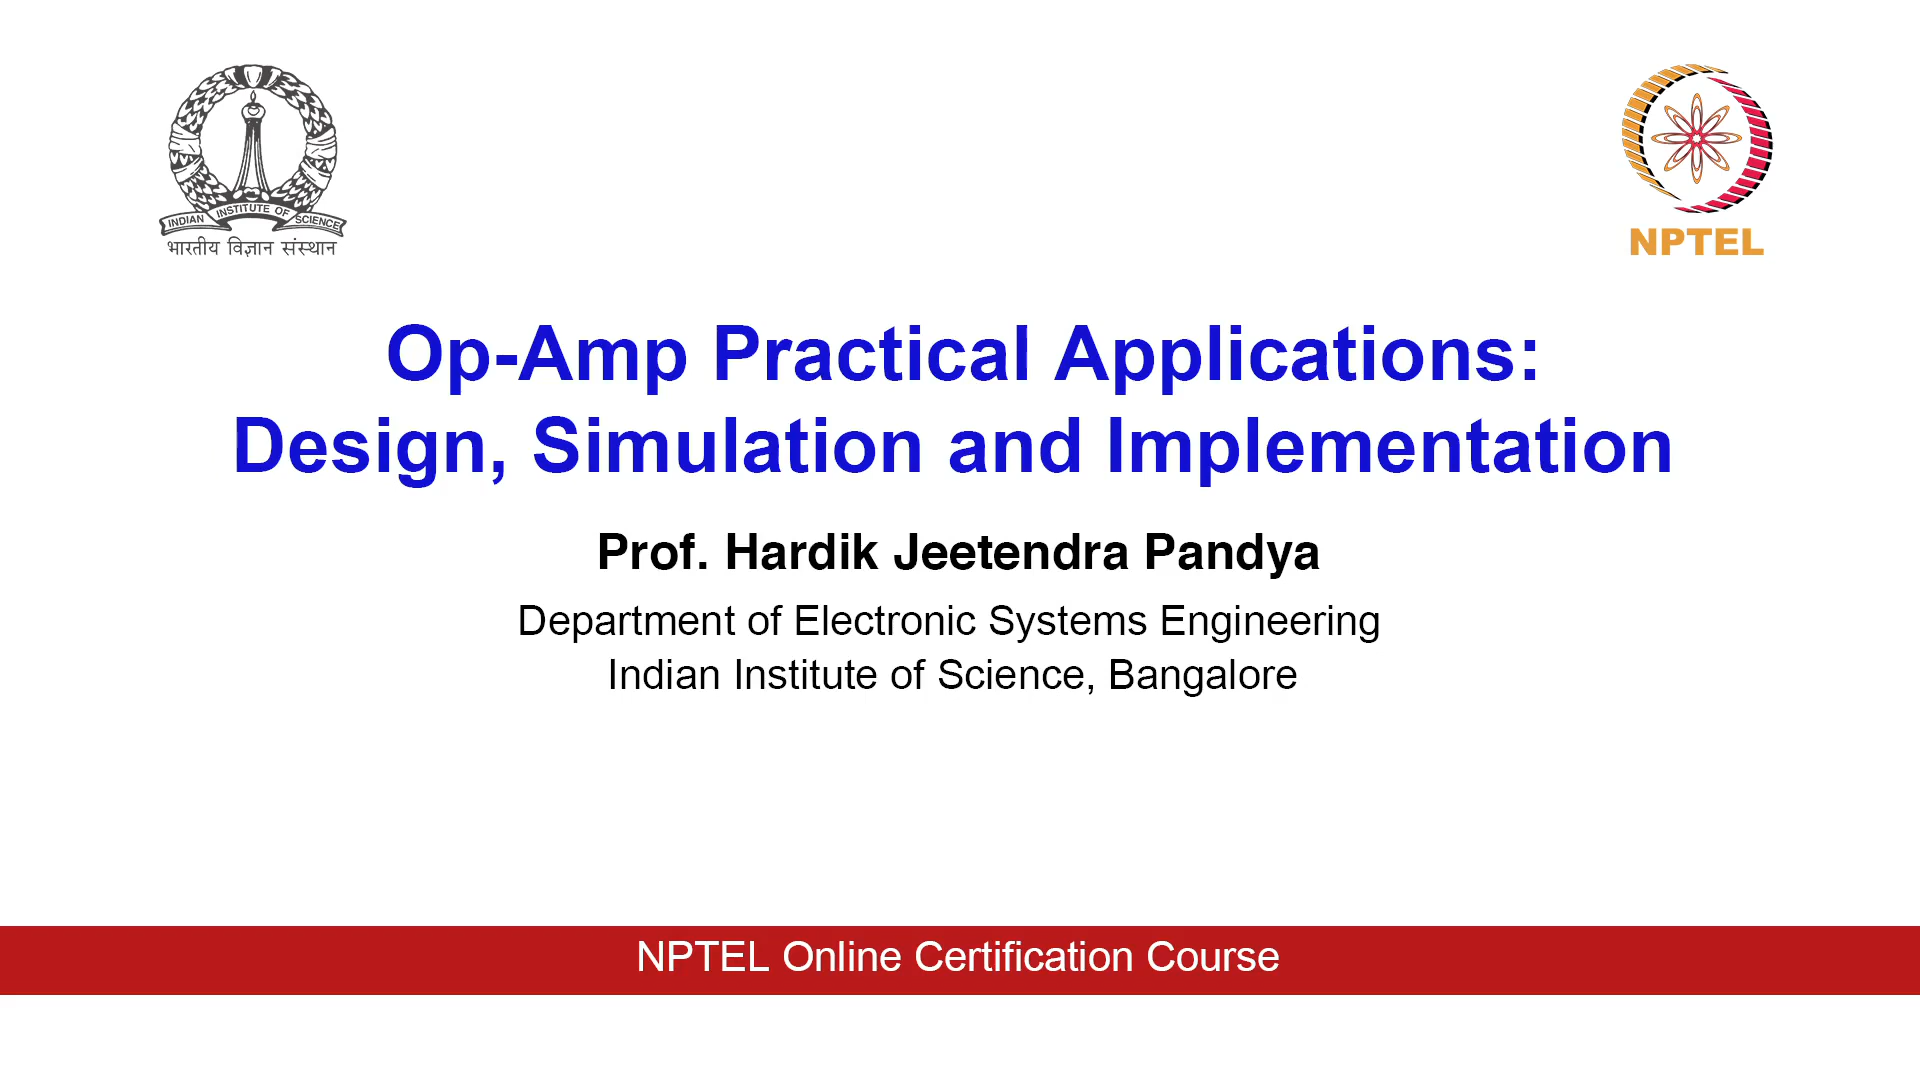 INDIAN INSTITUTE OF SCIENCE
भारतीय विज्ञान संस्थान
NPTEL
Op-Amp Practical Applications:
Design, Simulation and Implementation
Prof. Hardik Jeetendra Pandya
Department of Electronic Systems Engineering
Indian Institute of Science, Bangalore
NPTEL Online Certification Course